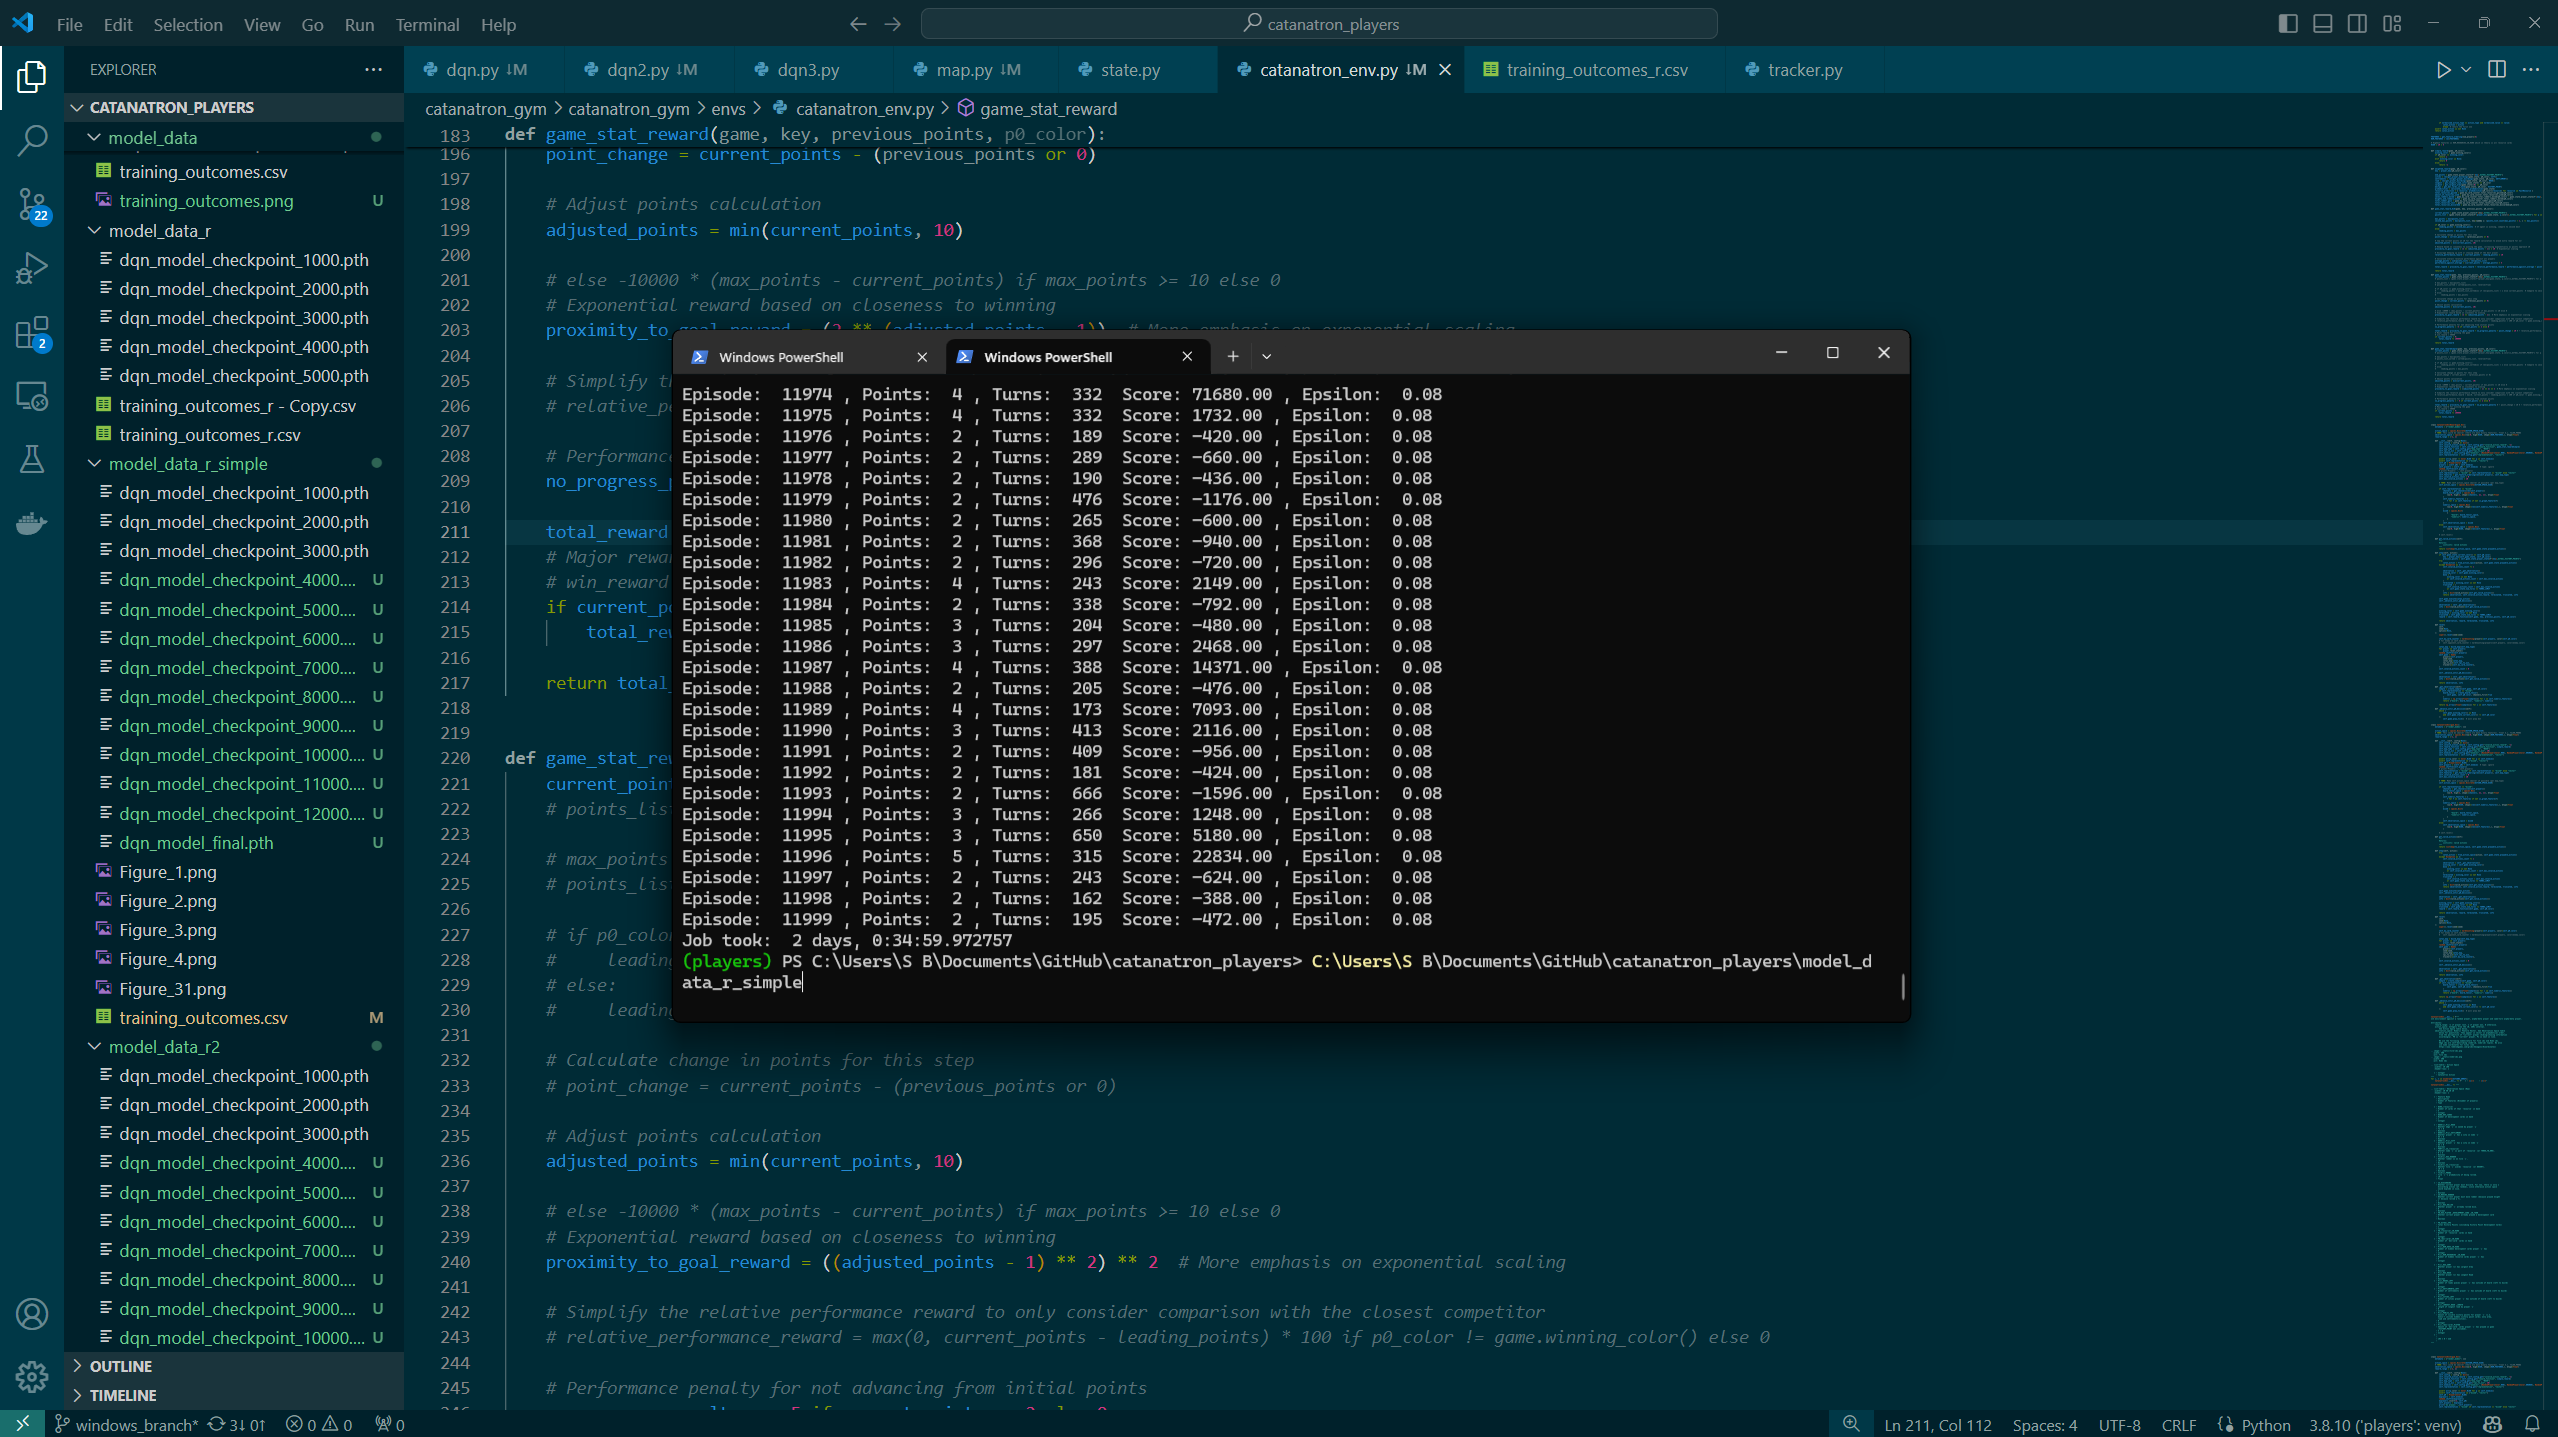 File Edit Selection View Go Run Terminal Help
catanatron_players
EXPLORER
CATANATRON_PLAYERS
model_data
training_outcomes.csv
training_outcomes.png U
model_data_r
dqn_model_checkpoint_1000.pth
dqn_model_checkpoint_2000.pth
dqn_model_checkpoint_3000.pth
dqn_model_checkpoint_4000.pth
dqn_model_checkpoint_5000.pth
training_outcomes_r - Copy.csv
training_outcomes_r.csv
model_data_r_simple
dqn_model_checkpoint_1000.pth
dqn_model_checkpoint_2000.pth
dqn_model_checkpoint_3000.pth
dqn_model_checkpoint_4000.... U
dqn_model_checkpoint_5000.... U
dqn_model_checkpoint_6000.... U
dqn_model_checkpoint_7000.... U
dqn_model_checkpoint_8000.... U
dqn_model_checkpoint_9000.... U
dqn_model_checkpoint_10000.... U
dqn_model_checkpoint_11000.... U
dqn_model_checkpoint_12000.... U
dqn_model_final.pth U
Figure_1.png
Figure_2.png
Figure_3.png
Figure_4.png
Figure_31.png
training_outcomes.csv M
model_data_r2
dqn_model_checkpoint_1000.pth
dqn_model_checkpoint_2000.pth
dqn_model_checkpoint_3000.pth
dqn_model_checkpoint_4000.... U
dqn_model_checkpoint_5000.... U
dqn_model_checkpoint_6000.... U
dqn_model_checkpoint_7000.... U
dqn_model_checkpoint_8000.... U
dqn_model_checkpoint_9000.... U
dqn_model_checkpoint_10000.... U
OUTLINE
TIMELINE
22
2
dqn.py ↓M dqn2.py ↓M dqn3.py map.py ↓M state.py catanatron_env.py ↓M training_outcomes_r.csv tracker.py
catanatron_gym > catanatron_gym > envs > catanatron_env.py > game_stat_reward
183 def game_stat_reward(game, key, previous_points, p0_color):
196 point_change = current_points - (previous_points or 0)
197
198 # Adjust points calculation
199 adjusted_points = min(current_points, 10)
200
201 # else -10000 * (max_points - current_points) if max_points >= 10 else 0
202 # Exponential reward based on closeness to winning
203 proximity_to_goal_reward = (2 ** (adjusted_points - 1)) # More emphasis on exponential scaling
204
205 # Simplify th
206 # relative_pe
207
208 # Performance
209 no_progress_p
210
211 total_reward
212 # Major rewa
213 # win_reward
214 if current_po
215 total_rew
216
217 return total_
218
219
220 def game_stat_rew
221 current_point
222 # points_list
223
224 # max_points
225 # points_list
226
227 # if p0_color
228 # leading
229 # else:
230 # leading
231
232 # Calculate change in points for this step
233 # point_change = current_points - (previous_points or 0)
234
235 # Adjust points calculation
236 adjusted_points = min(current_points, 10)
237
238 # else -10000 * (max_points - current_points) if max_points >= 10 else 0
239 # Exponential reward based on closeness to winning
240 proximity_to_goal_reward = ((adjusted_points - 1) ** 2) ** 2 # More emphasis on exponential scaling
241
242 # Simplify the relative performance reward to only consider comparison with the closest competitor
243 # relative_performance_reward = max(0, current_points - leading_points) * 100 if p0_color != game.winning_color() else 0
244
245 # Performance penalty for not advancing from initial points
Windows PowerShell Windows PowerShell
Episode: 11974 , Points: 4 , Turns: 332 Score: 71680.00 , Epsilon: 0.08
Episode: 11975 , Points: 4 , Turns: 332 Score: 1732.00 , Epsilon: 0.08
Episode: 11976 , Points: 2 , Turns: 189 Score: -420.00 , Epsilon: 0.08
Episode: 11977 , Points: 2 , Turns: 289 Score: -660.00 , Epsilon: 0.08
Episode: 11978 , Points: 2 , Turns: 190 Score: -436.00 , Epsilon: 0.08
Episode: 11979 , Points: 2 , Turns: 476 Score: -1176.00 , Epsilon: 0.08
Episode: 11980 , Points: 2 , Turns: 265 Score: -600.00 , Epsilon: 0.08
Episode: 11981 , Points: 2 , Turns: 368 Score: -940.00 , Epsilon: 0.08
Episode: 11982 , Points: 2 , Turns: 296 Score: -720.00 , Epsilon: 0.08
Episode: 11983 , Points: 4 , Turns: 243 Score: 2149.00 , Epsilon: 0.08
Episode: 11984 , Points: 2 , Turns: 338 Score: -792.00 , Epsilon: 0.08
Episode: 11985 , Points: 3 , Turns: 204 Score: -480.00 , Epsilon: 0.08
Episode: 11986 , Points: 3 , Turns: 297 Score: 2468.00 , Epsilon: 0.08
Episode: 11987 , Points: 4 , Turns: 388 Score: 14371.00 , Epsilon: 0.08
Episode: 11988 , Points: 2 , Turns: 205 Score: -476.00 , Epsilon: 0.08
Episode: 11989 , Points: 4 , Turns: 173 Score: 7093.00 , Epsilon: 0.08
Episode: 11990 , Points: 3 , Turns: 413 Score: 2116.00 , Epsilon: 0.08
Episode: 11991 , Points: 2 , Turns: 409 Score: -956.00 , Epsilon: 0.08
Episode: 11992 , Points: 2 , Turns: 181 Score: -424.00 , Epsilon: 0.08
Episode: 11993 , Points: 2 , Turns: 666 Score: -1596.00 , Epsilon: 0.08
Episode: 11994 , Points: 3 , Turns: 266 Score: 1248.00 , Epsilon: 0.08
Episode: 11995 , Points: 3 , Turns: 650 Score: 5180.00 , Epsilon: 0.08
Episode: 11996 , Points: 5 , Turns: 315 Score: 22834.00 , Epsilon: 0.08
Episode: 11997 , Points: 2 , Turns: 243 Score: -624.00 , Epsilon: 0.08
Episode: 11998 , Points: 2 , Turns: 162 Score: -388.00 , Epsilon: 0.08
Episode: 11999 , Points: 2 , Turns: 195 Score: -472.00 , Epsilon: 0.08
Job took: 2 days, 0:34:59.972757
(players) PS C:\Users\S B\Documents\GitHub\catanatron_players> C:\Users\S B\Documents\GitHub\catanatron_players\model_d
ata_r_simple
windows_branch* 3↓ 0↑ 0 0 0 Ln 211, Col 112 Spaces: 4 UTF-8 CRLF Python 3.8.10 ('players': venv)